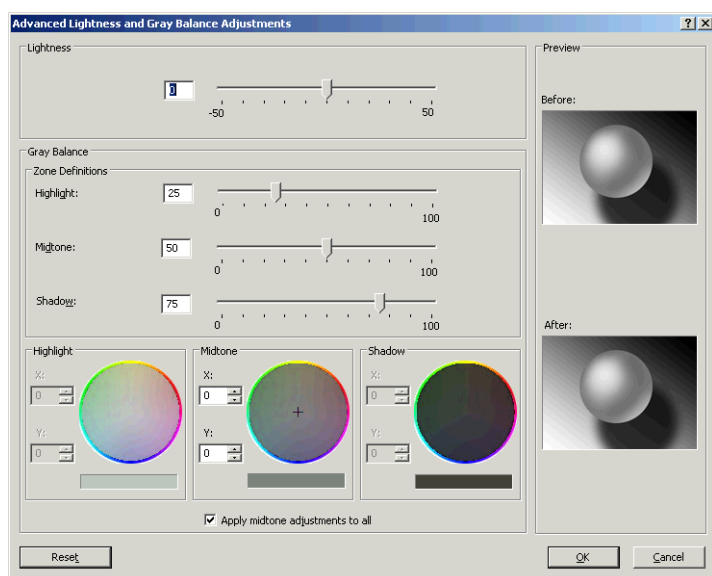 Advanced Lightness and Gray Balance Adjustments
Lightness
0
-50 50
Gray Balance
Zone Definitions
Highlight: 25
0 100
Midtone: 50
0 100
Shadow: 75
0 100
Highlight
X:
0
Y:
0
Midtone
X:
0
Y:
0
Shadow
X:
0
Y:
0
Apply midtone adjustments to all
Preview
Before:
After:
Reset
OK
Cancel